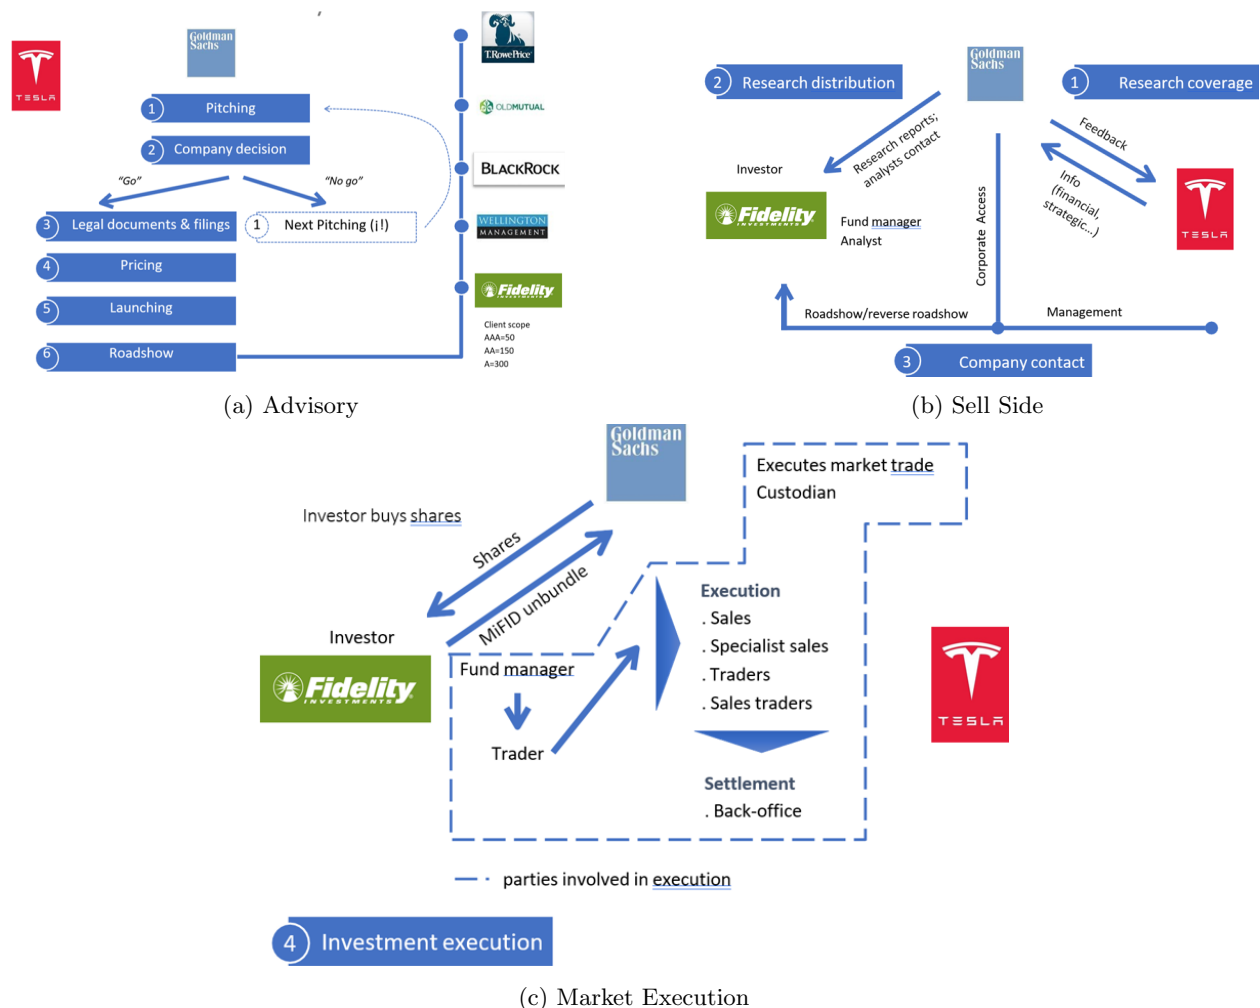 TESLA
Goldman
Sachs
1 Pitching
2 Company decision
"Go"
"No go"
3 Legal documents & filings
1 Next Pitching (¡!)
4 Pricing
5 Launching
6 Roadshow
T.RowePrice
OLDMUTUAL
BLACKROCK
WELLINGTON
MANAGEMENT
Fidelity
INVESTMENTS
Client scope
AAA=50
AA=150
A=300
(a) Advisory
2 Research distribution
Goldman
Sachs
1 Research coverage
Research reports;
analysts contact
Feedback
Info
(financial,
strategic...)
Investor
Fidelity
INVESTMENTS
Fund manager
Analyst
TESLA
Corporate Access
Roadshow/reverse roadshow
Management
3 Company contact
(b) Sell Side
Goldman
Sachs
Executes market trade
Custodian
Investor buys shares
Shares
MiFID unbundle
Investor
Fidelity
INVESTMENTS
Fund manager
Trader
Execution
. Sales
. Specialist sales
. Traders
. Sales traders
Settlement
. Back-office
TESLA
parties involved in execution
4 Investment execution
(c) Market Execution